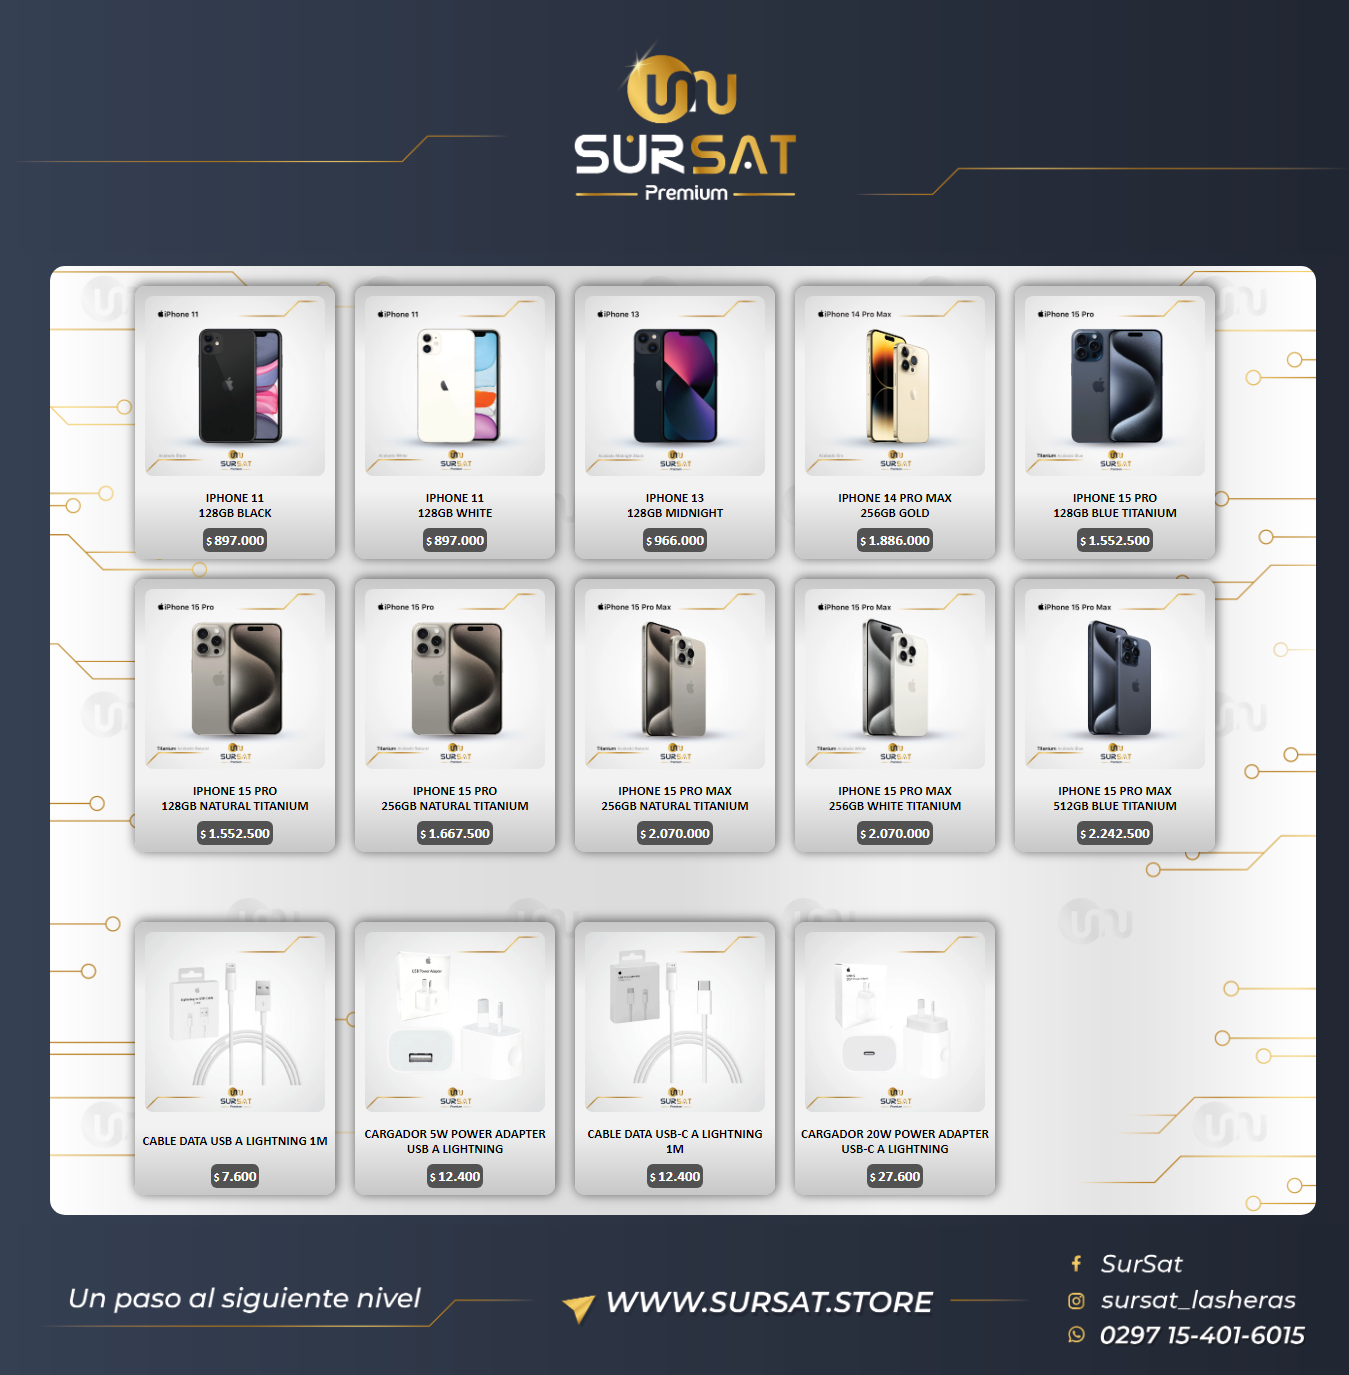 SURSAT
Premium
iPhone 11
iPhone 11
iPhone 13
iPhone 14 Pro Max
iPhone 15 Pro
IPHONE 11
128GB BLACK
$ 897.000
IPHONE 11
128GB WHITE
$ 897.000
IPHONE 13
128GB MIDNIGHT
$ 966.000
IPHONE 14 PRO MAX
256GB GOLD
$ 1.886.000
IPHONE 15 PRO
128GB BLUE TITANIUM
$ 1.552.500
iPhone 15 Pro
iPhone 15 Pro
iPhone 15 Pro Max
iPhone 15 Pro Max
iPhone 15 Pro Max
IPHONE 15 PRO
128GB NATURAL TITANIUM
$ 1.552.500
IPHONE 15 PRO
256GB NATURAL TITANIUM
$ 1.667.500
IPHONE 15 PRO MAX
256GB NATURAL TITANIUM
$ 2.070.000
IPHONE 15 PRO MAX
256GB WHITE TITANIUM
$ 2.070.000
IPHONE 15 PRO MAX
512GB BLUE TITANIUM
$ 2.242.500
CABLE DATA USB A LIGHTNING 1M
$ 7.600
CARGADOR 5W POWER ADAPTER
USB A LIGHTNING
$ 12.400
CABLE DATA USB-C A LIGHTNING
1M
$ 12.400
CARGADOR 20W POWER ADAPTER
USB-C A LIGHTNING
$ 27.600
Un paso al siguiente nivel
WWW.SURSAT.STORE
SurSat
sursat_lasheras
0297 15-401-6015